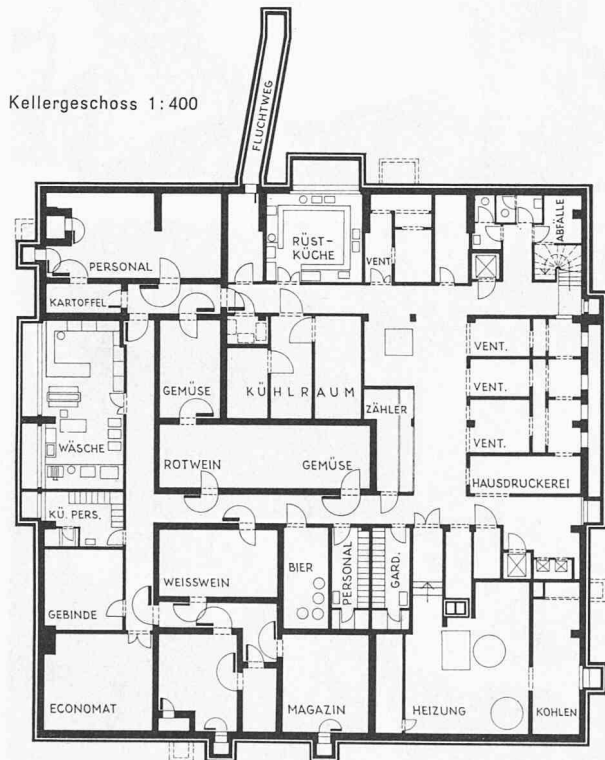 Kellergeschoss 1:400
FLUCHTWEG
ABFÄLLE
RÜST-
KÜCHE
PERSONAL
VENT.
KARTOFFEL
VENT.
GEMÜSE
KÜHLRAUM
VENT.
ZÄHLER
WÄSCHE
VENT.
ROTWEIN
GEMÜSE
HAUSDRUCKEREI
KÜ. PERS.
WEISSWEIN
BIER
PERSONAL
GARD.
GEBINDE
ECONOMAT
MAGAZIN
HEIZUNG
KOHLEN